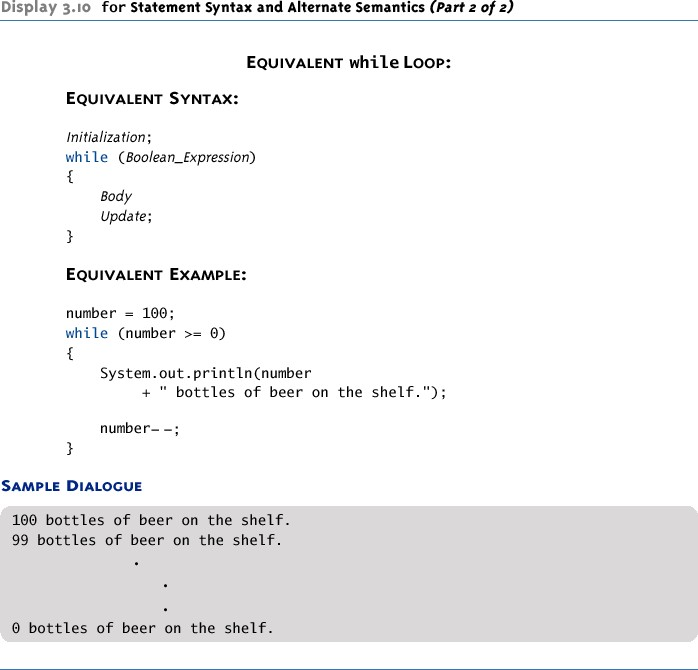 Display 3.10 for Statement Syntax and Alternate Semantics (Part 2 of 2)
EQUIVALENT while LOOP:
EQUIVALENT SYNTAX:
Initialization;
while (Boolean_Expression)
{
Body
Update;
}
EQUIVALENT EXAMPLE:
number = 100;
while (number >= 0)
{
System.out.println(number
+ " bottles of beer on the shelf.");
number--;
}
SAMPLE DIALOGUE
100 bottles of beer on the shelf.
99 bottles of beer on the shelf.
.
.
.
0 bottles of beer on the shelf.